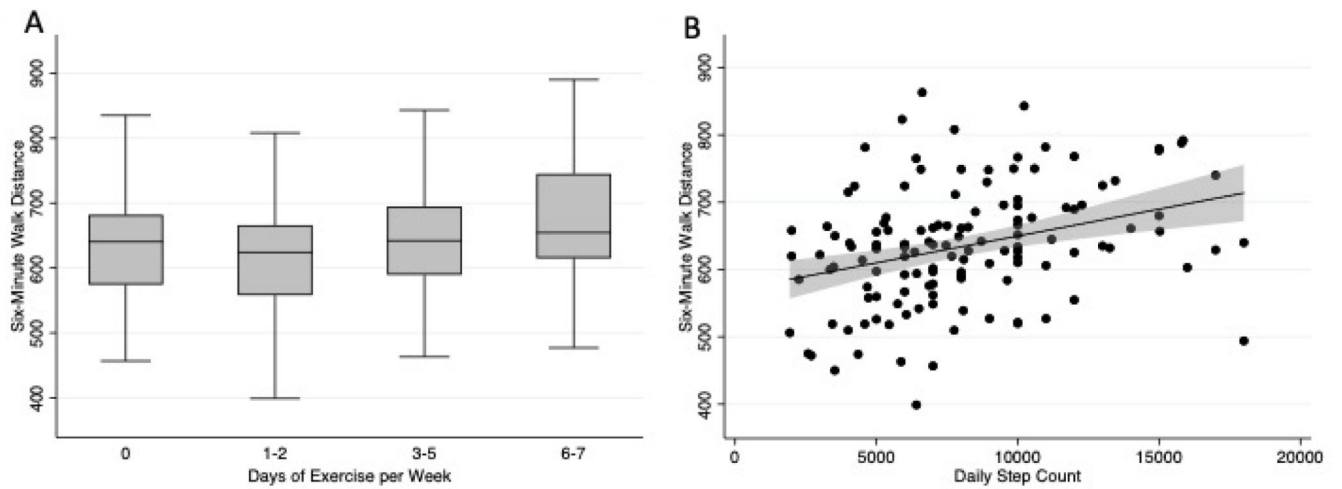 A
Six-Minute Walk Distance
900
800
700
600
500
400
0 1-2 3-5 6-7
Days of Exercise per Week
B
Six-Minute Walk Distance
900
800
700
600
500
400
0 5000 10000 15000 20000
Daily Step Count